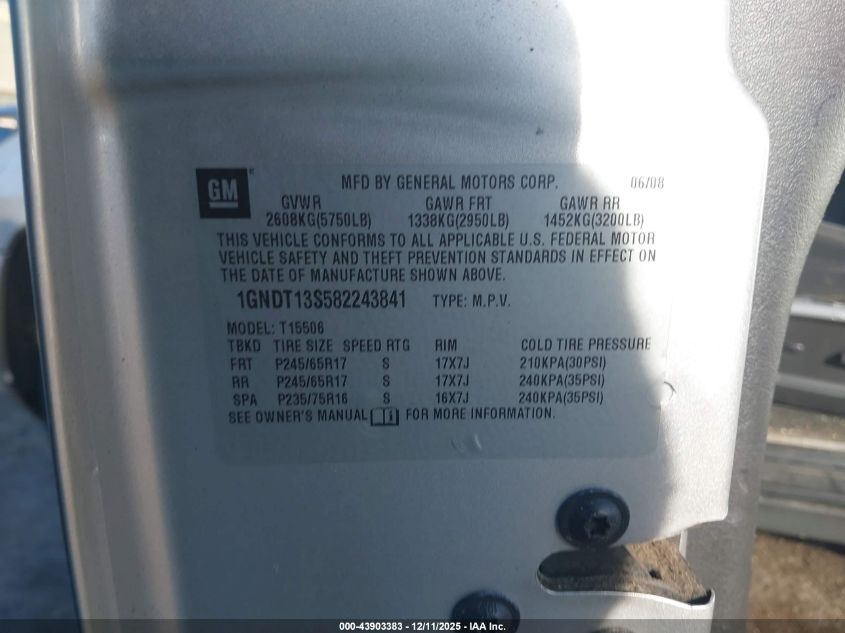 GM® MFD BY GENERAL MOTORS CORP. 06/08
GVWR GAWR FRT GAWR RR
2608KG(5750LB) 1338KG(2950LB) 1452KG(3200LB)
THIS VEHICLE CONFORMS TO ALL APPLICABLE U.S. FEDERAL MOTOR
VEHICLE SAFETY AND THEFT PREVENTION STANDARDS IN EFFECT ON
THE DATE OF MANUFACTURE SHOWN ABOVE.
1GNDT13S582243841 TYPE: M.P.V.
MODEL: T15506
TBKD TIRE SIZE SPEED RTG RIM COLD TIRE PRESSURE
FRT P245/65R17 S 17X7J 210KPA(30PSI)
RR P245/65R17 S 17X7J 240KPA(35PSI)
SPA P235/75R16 S 16X7J 240KPA(35PSI)
SEE OWNER'S MANUAL i FOR MORE INFORMATION.
000-43903383 - 12/11/2025 - IAA Inc.